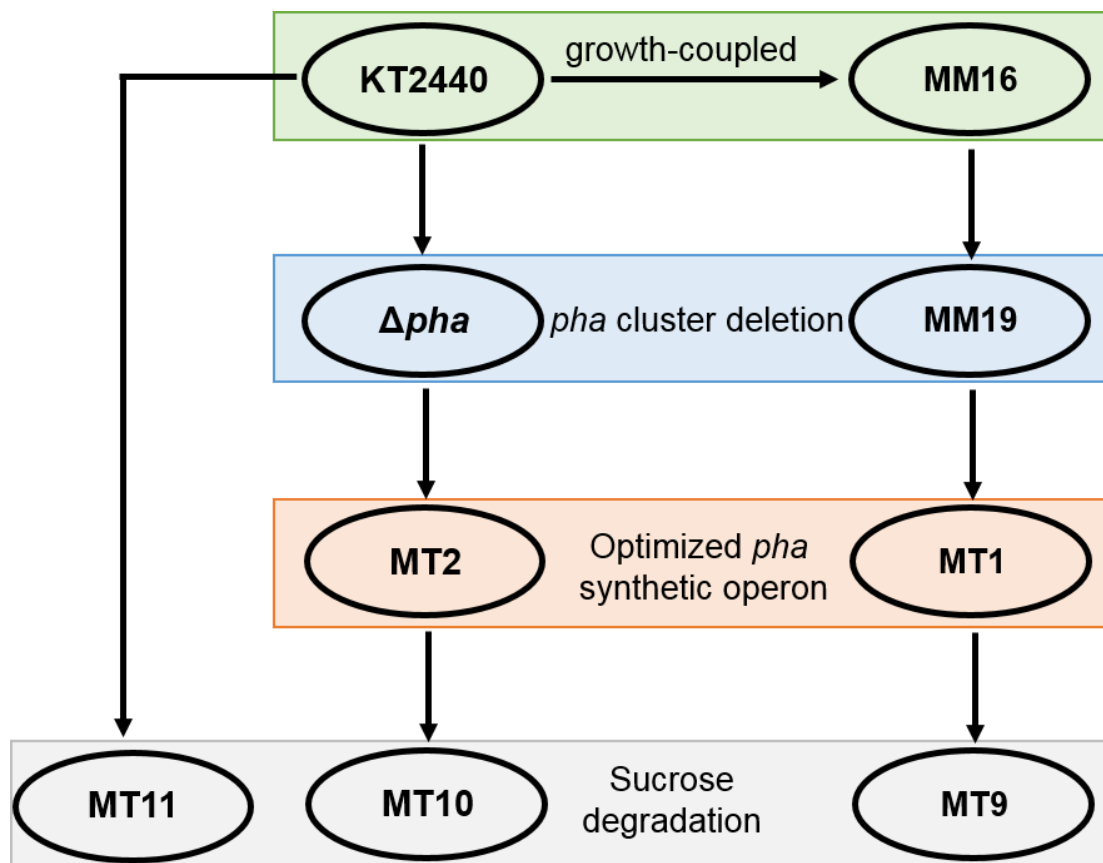 KT2440
growth-coupled
MM16
Δpha
pha cluster deletion
MM19
MT2
Optimized pha
synthetic operon
MT1
MT11
MT10
Sucrose
degradation
MT9